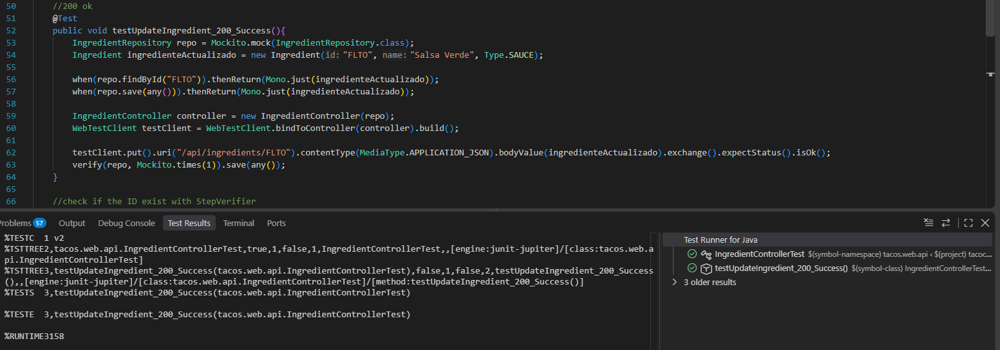 50 //200 ok
51 @Test
52 public void testUpdateIngredient_200_Success(){
53 IngredientRepository repo = Mockito.mock(IngredientRepository.class);
54 Ingredient ingredienteActualizado = new Ingredient(id: "FLTO", name: "Salsa Verde", Type.SAUCE);
55
56 when(repo.findById("FLTO")).thenReturn(Mono.just(ingredienteActualizado));
57 when(repo.save(any())).thenReturn(Mono.just(ingredienteActualizado));
58
59 IngredientController controller = new IngredientController(repo);
60 WebTestClient testClient = WebTestClient.bindToController(controller).build();
61
62 testClient.put().uri("/api/ingredients/FLTO").contentType(MediaType.APPLICATION_JSON).bodyValue(ingredienteActualizado).exchange().expectStatus().isOk();
63 verify(repo, Mockito.times(1)).save(any());
64 }
65
66 //check if the ID exist with StepVerifier
Problems 57 Output Debug Console Test Results Terminal Ports
%TESTC 1 v2
%TSTTREE2,tacos.web.api.IngredientControllerTest,true,1,false,1,IngredientControllerTest,,[engine:junit-jupiter]/[class:tacos.web.a
pi.IngredientControllerTest]
%TSTTREE3,testUpdateIngredient_200_Success(tacos.web.api.IngredientControllerTest),false,1,false,2,testUpdateIngredient_200_Success
(),,[engine:junit-jupiter]/[class:tacos.web.api.IngredientControllerTest]/[method:testUpdateIngredient_200_Success()]
%TESTS 3,testUpdateIngredient_200_Success(tacos.web.api.IngredientControllerTest)
%TESTE 3,testUpdateIngredient_200_Success(tacos.web.api.IngredientControllerTest)
%RUNTIME3158
Test Runner for Java
IngredientControllerTest $(symbol-namespace) tacos.web.api < $(project) tacoc...
testUpdateIngredient_200_Success() $(symbol-class) IngredientControllerTest...
3 older results